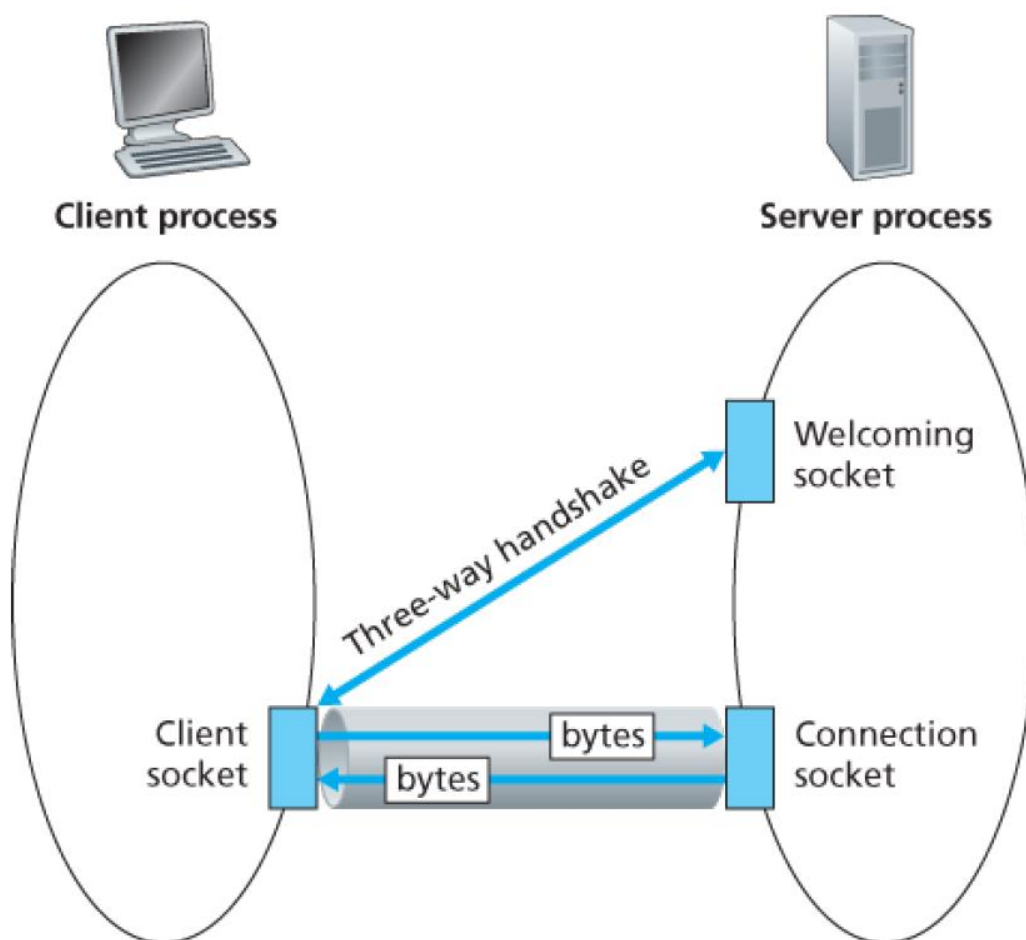 Client process
Server process
Welcoming
socket
Three-way handshake
Client
socket
bytes
bytes
Connection
socket